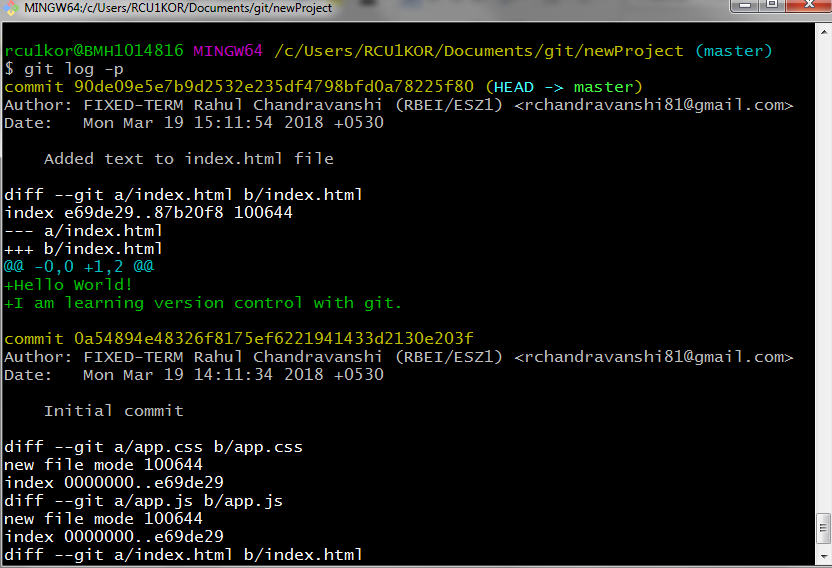 MINGW64:/c/Users/RCU1KOR/Documents/git/newProject
rcu1kor@BMH1014816 MINGW64 /c/Users/RCU1KOR/Documents/git/newProject (master)
$ git log -p
commit 90de09e5e7b9d2532e235df4798bfd0a78225f80 (HEAD -> master)
Author: FIXED-TERM Rahul Chandravanshi (RBEI/ESZ1) <rchandravanshi81@gmail.com>
Date:   Mon Mar 19 15:11:54 2018 +0530
    Added text to index.html file
diff --git a/index.html b/index.html
index e69de29..87b20f8 100644
--- a/index.html
+++ b/index.html
@@ -0,0 +1,2 @@
+Hello World!
+I am learning version control with git.
commit 0a54894e48326f8175ef6221941433d2130e203f
Author: FIXED-TERM Rahul Chandravanshi (RBEI/ESZ1) <rchandravanshi81@gmail.com>
Date:   Mon Mar 19 14:11:34 2018 +0530
    Initial commit
diff --git a/app.css b/app.css
new file mode 100644
index 0000000..e69de29
diff --git a/app.js b/app.js
new file mode 100644
index 0000000..e69de29
diff --git a/index.html b/index.html